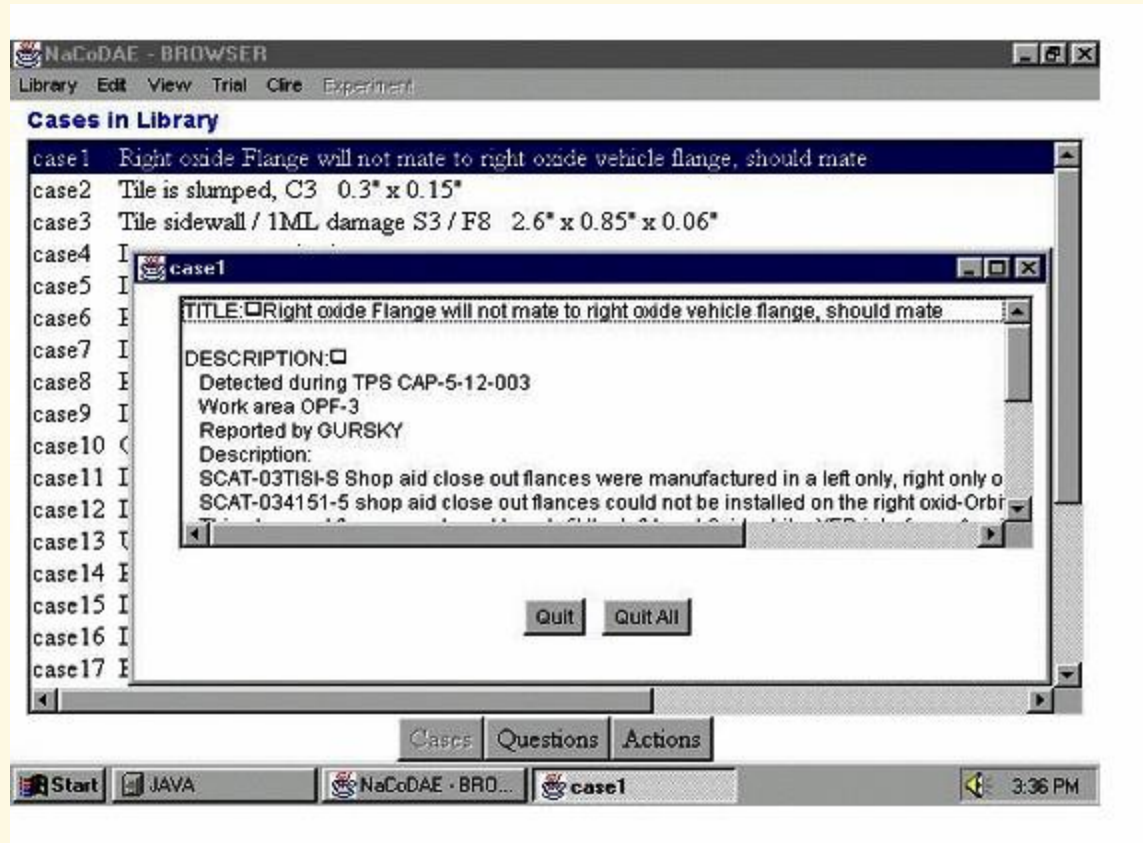 NaCoDAE - BROWSER
Library Edit View Trial Clire Experiment
Cases in Library
case1 Right oxide Flange will not mate to right oxide vehicle flange, should mate
case2 Tile is slumped, C3 0.3" x 0.15"
case3 Tile sidewall / 1ML damage S3 / F8 2.6" x 0.85" x 0.06"
case4
case5
case6
case7
case8
case9
case10
case11
case12
case13
case14
case15
case16
case17
case1
TITLE:Right oxide Flange will not mate to right oxide vehicle flange, should mate
DESCRIPTION:
Detected during TPS CAP-5-12-003
Work area OPF-3
Reported by GURSKY
Description:
SCAT-03TISI-S Shop aid close out flances were manufactured in a left only, right only o
SCAT-034151-5 shop aid close out flances could not be installed on the right oxid-Orbi
Quit Quit All
Cases Questions Actions
Start JAVA NaCoDAE - BRO... case1 3:36 PM